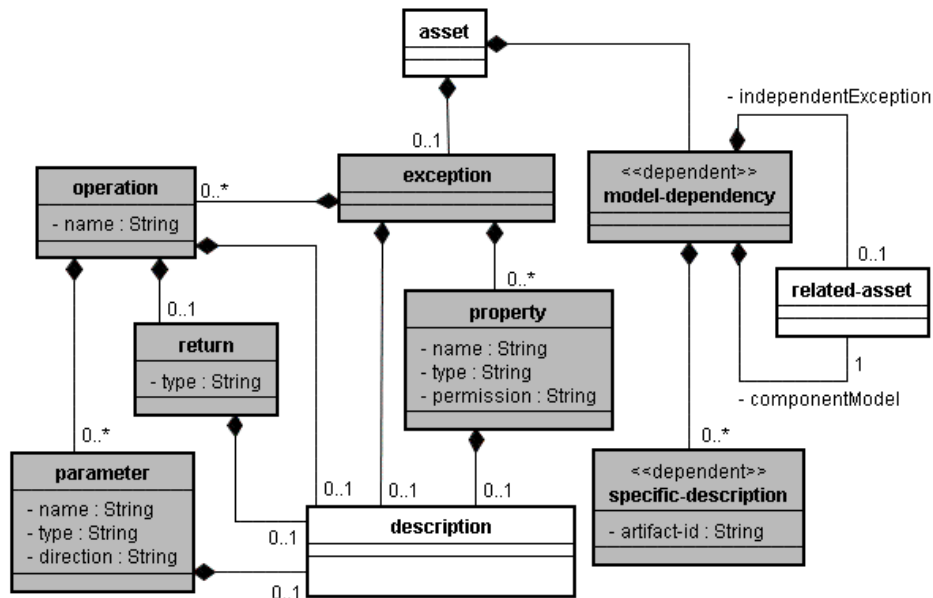 asset
- independentException
0..1
exception
<<dependent>>
model-dependency
operation
- name : String
0..*
0..1
related-asset
0..*
property
- name : String
- type : String
- permission : String
0..1
return
- type : String
1
- componentModel
0..*
parameter
- name : String
- type : String
- direction : String
0..*
<<dependent>>
specific-description
- artifact-id : String
0..1
0..1
0..1
description
0..1
0..1